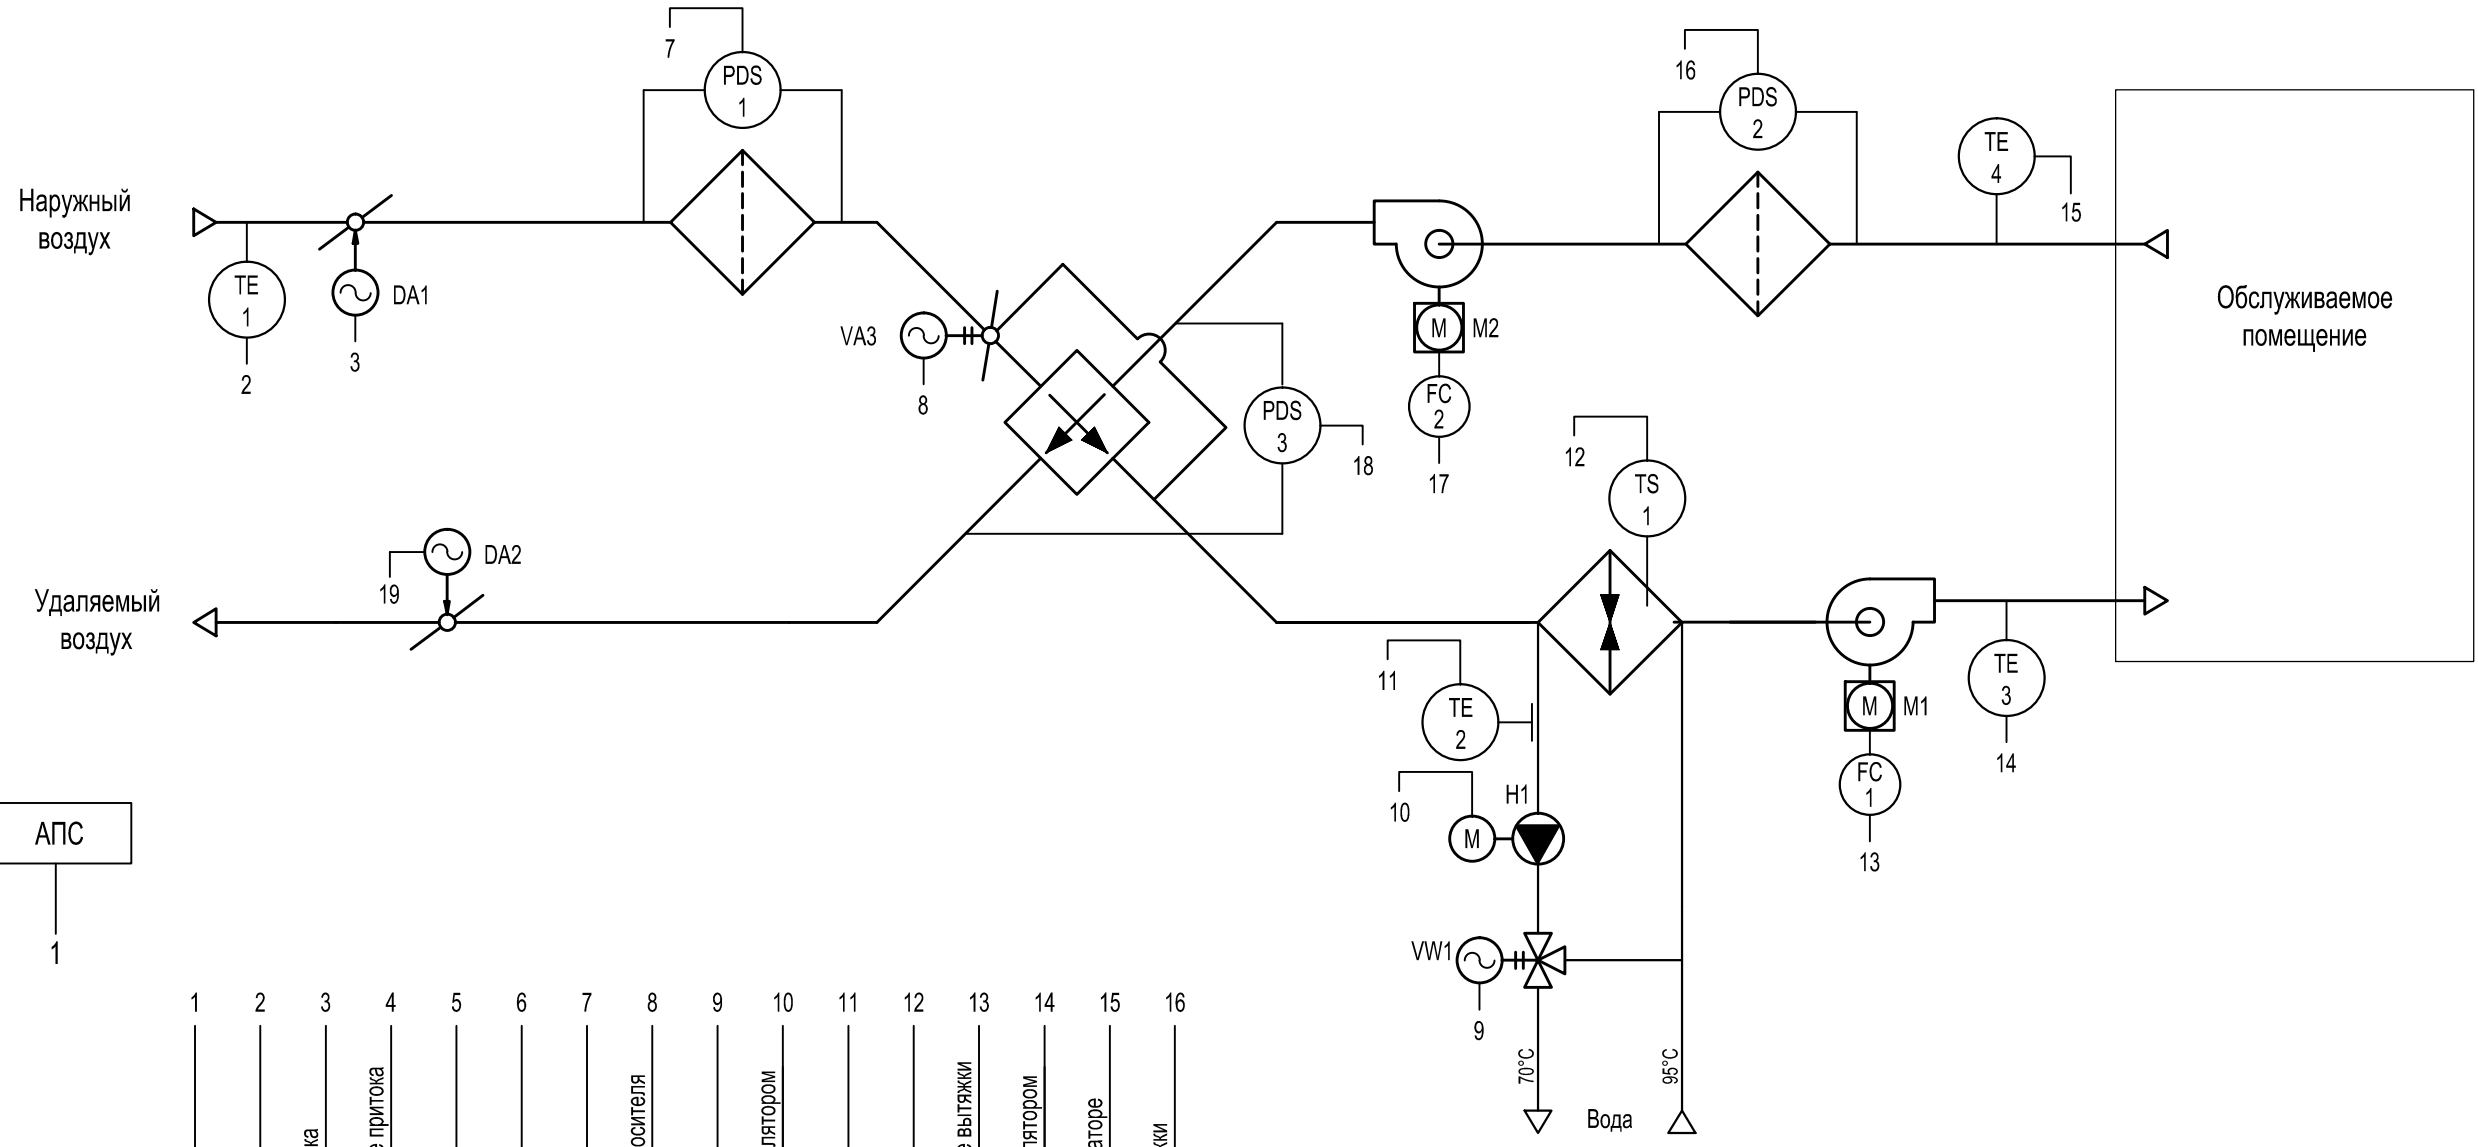 7
PDS
1
16
PDS
2
TE
4
15
Наружный
воздух
TE
1
2
DA1
3
VA3
8
PDS
3
18
M
M2
FC
2
17
Обслуживаемое
помещение
12
TS
1
DA2
19
Удаляемый
воздух
11
TE
2
M
M1
FC
1
13
TE
3
14
10
M
H1
АПС
1
VW1
9
70°C
95°C
Вода
1 2 3 4 5 6 7 8 9 10 11 12 13 14 15 16
притока
вытяжки